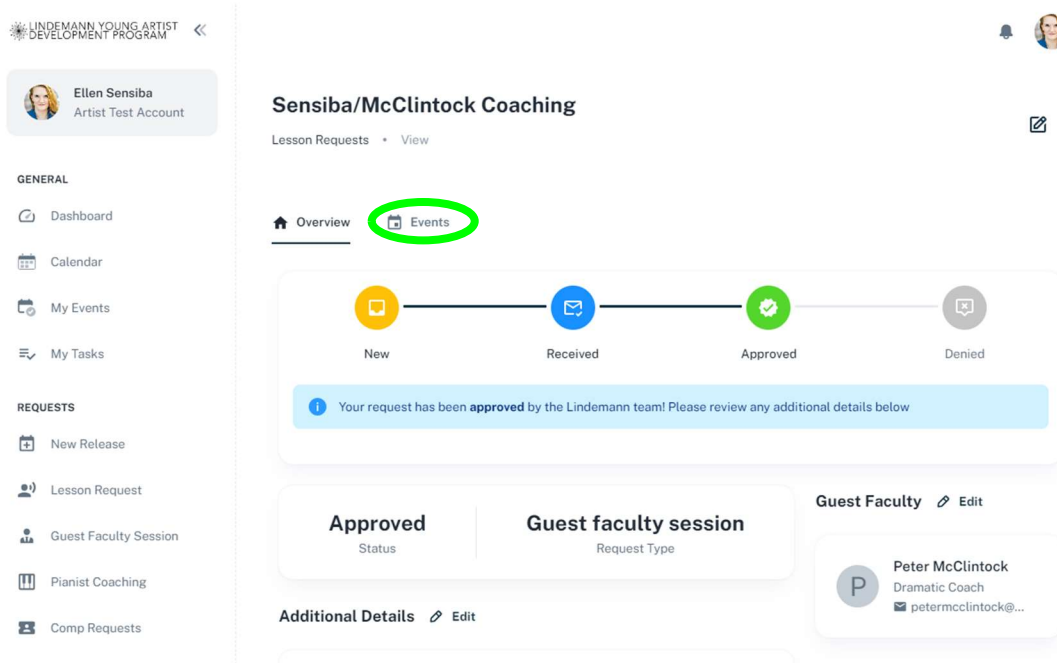 LINDEMANN YOUNG ARTIST
DEVELOPMENT PROGRAM
Ellen Sensiba
Artist Test Account
GENERAL
Dashboard
Calendar
My Events
My Tasks
REQUESTS
New Release
Lesson Request
Guest Faculty Session
Pianist Coaching
Comp Requests
Sensiba/McClintock Coaching
Lesson Requests • View
Overview Events
New Received Approved Denied
Your request has been approved by the Lindemann team! Please review any additional details below
Approved
Status
Guest faculty session
Request Type
Additional Details Edit
Guest Faculty Edit
P
Peter McClintock
Dramatic Coach
petermcclintock@...